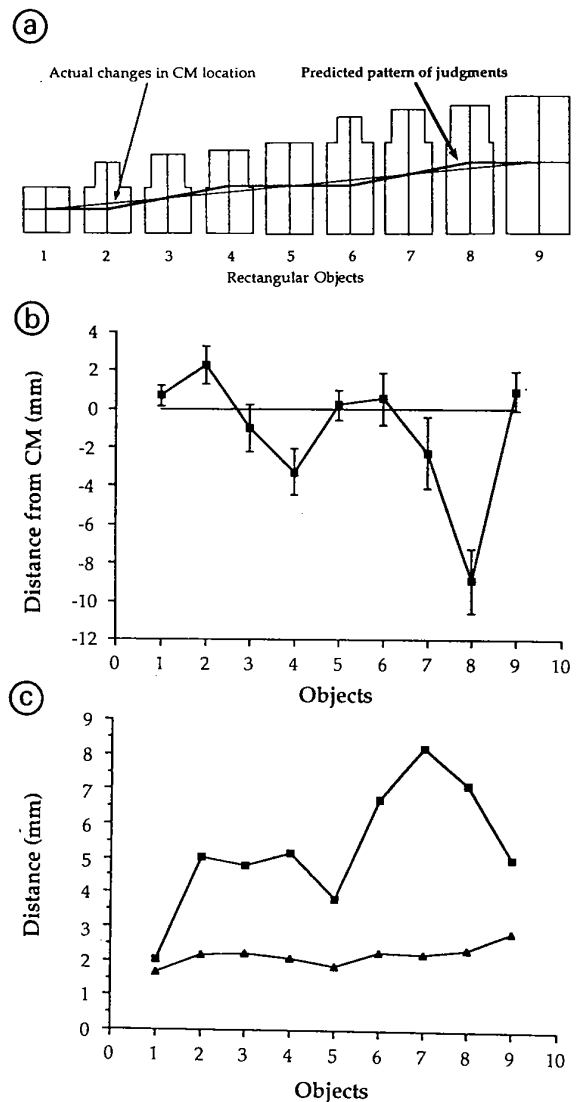 a
Actual changes in CM location Predicted pattern of judgments
1 2 3 4 5 6 7 8 9
Rectangular Objects
b
Distance from CM (mm)
4
2
0
-2
-4
-6
-8
-10
-12
0 1 2 3 4 5 6 7 8 9 10
Objects
c
Distance (mm)
9
8
7
6
5
4
3
2
1
0
0 1 2 3 4 5 6 7 8 9 10
Objects